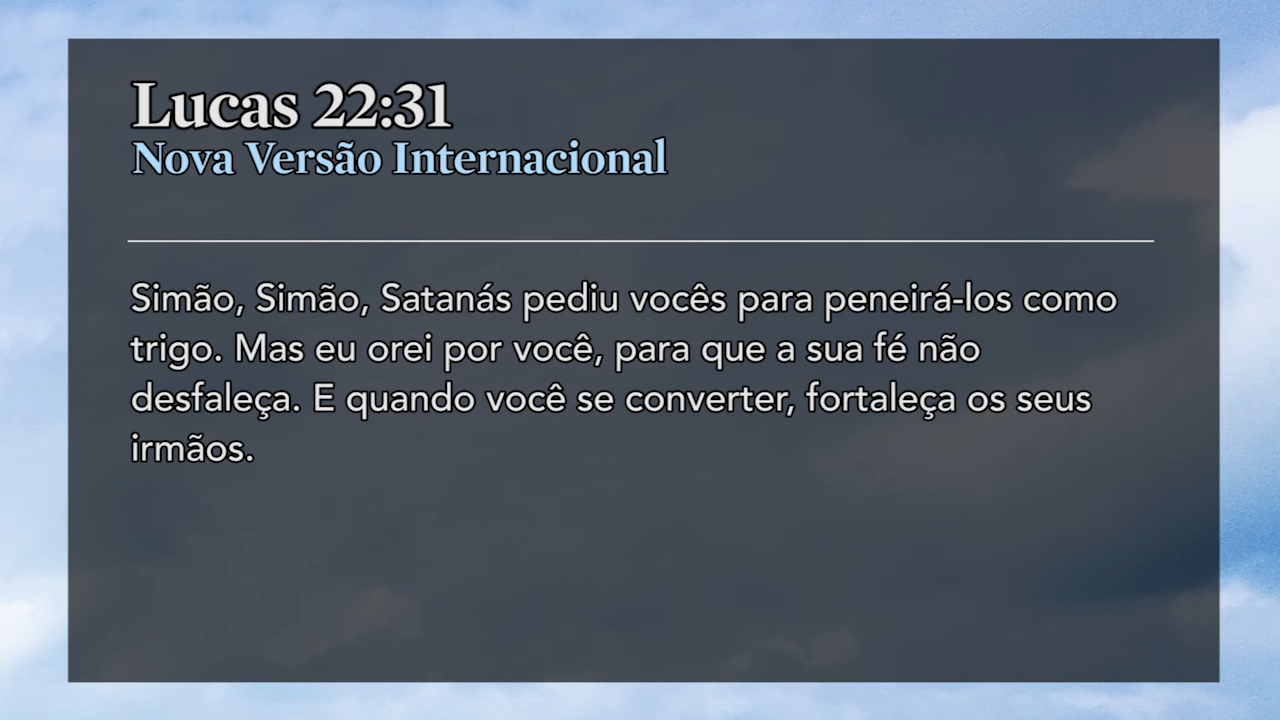 Lucas 22:31
Nova Versão Internacional
Simão, Simão, Satanás pediu vocês para peneirá-los como
trigo. Mas eu orei por você, para que a sua fé não
desfaleça. E quando você se converter, fortaleça os seus
irmãos.